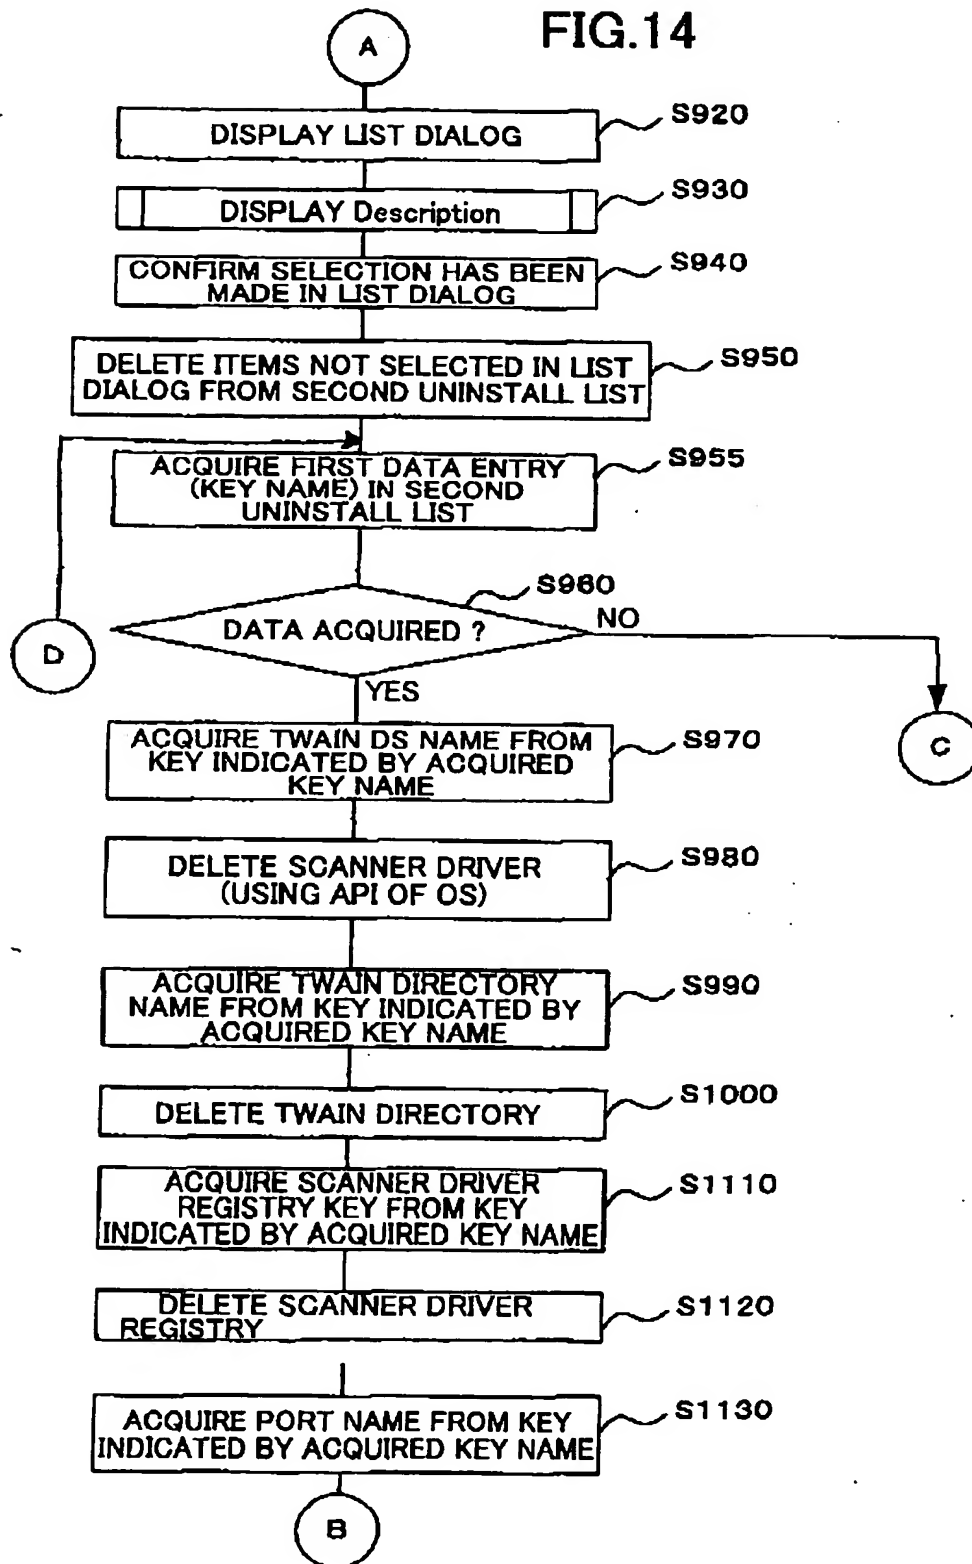 FIG.14
A
DISPLAY LIST DIALOG
S920
DISPLAY Description
S930
CONFIRM SELECTION HAS BEEN
MADE IN LIST DIALOG
S940
DELETE ITEMS NOT SELECTED IN LIST
DIALOG FROM SECOND UNINSTALL LIST
S950
ACQUIRE FIRST DATA ENTRY
(KEY NAME) IN SECOND
UNINSTALL LIST
S955
S960
DATA ACQUIRED ?
NO
D
YES
C
ACQUIRE TWAIN DS NAME FROM
KEY INDICATED BY ACQUIRED
KEY NAME
S970
DELETE SCANNER DRIVER
(USING API OF OS)
S980
ACQUIRE TWAIN DIRECTORY
NAME FROM KEY INDICATED BY
ACQUIRED KEY NAME
S990
DELETE TWAIN DIRECTORY
S1000
ACQUIRE SCANNER DRIVER
REGISTRY KEY FROM KEY
INDICATED BY ACQUIRED KEY NAME
S1110
DELETE SCANNER DRIVER
REGISTRY
S1120
ACQUIRE PORT NAME FROM KEY
INDICATED BY ACQUIRED KEY NAME
S1130
B